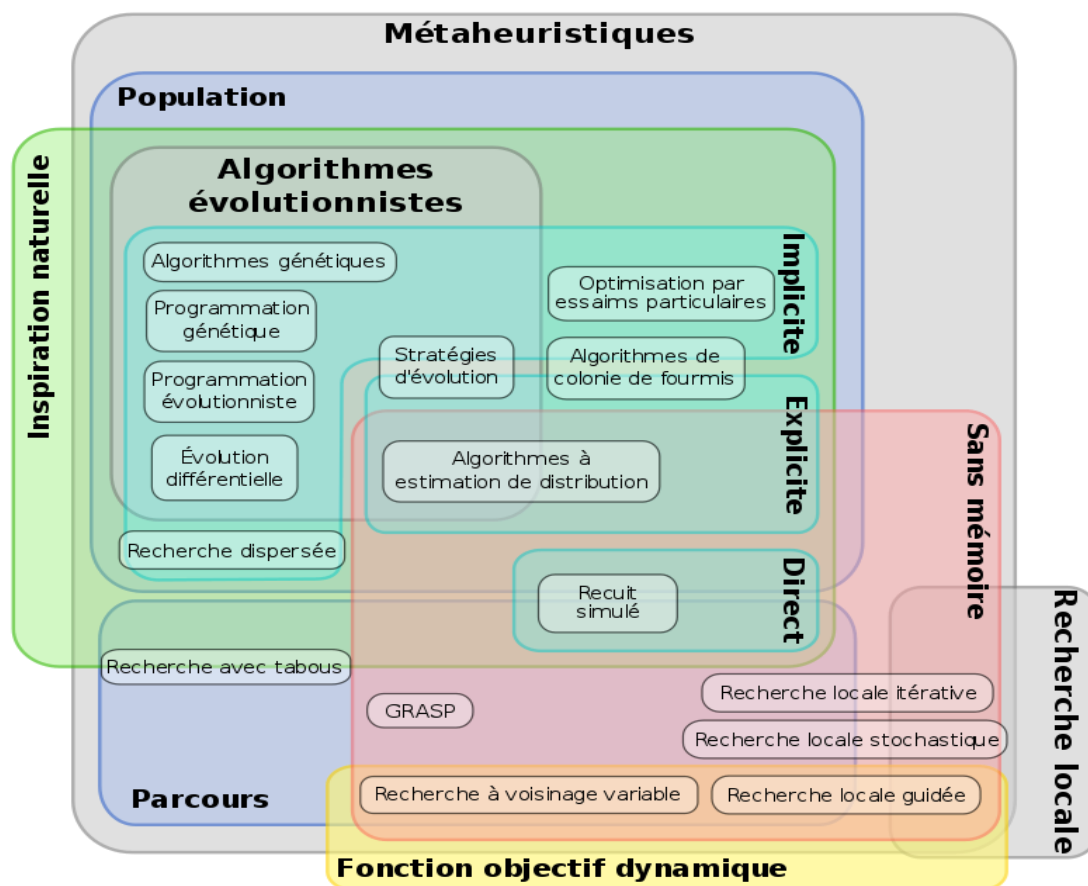 Métaheuristiques
Population
Inspiration naturelle
Algorithmes
évolutionnistes
Implicite
Algorithmes génétiques
Optimisation par
essaims particulaires
Programmation
génétique
Stratégies
d'évolution
Algorithmes de
colonie de fourmis
Programmation
évolutionniste
Explicite
Sans mémoire
Évolution
différentielle
Algorithmes à
estimation de distribution
Recherche dispersée
Direct
Recuit
simulé
Recherche locale
Recherche avec tabous
GRASP
Recherche locale itérative
Recherche locale stochastique
Parcours
Recherche à voisinage variable
Recherche locale guidée
Fonction objectif dynamique